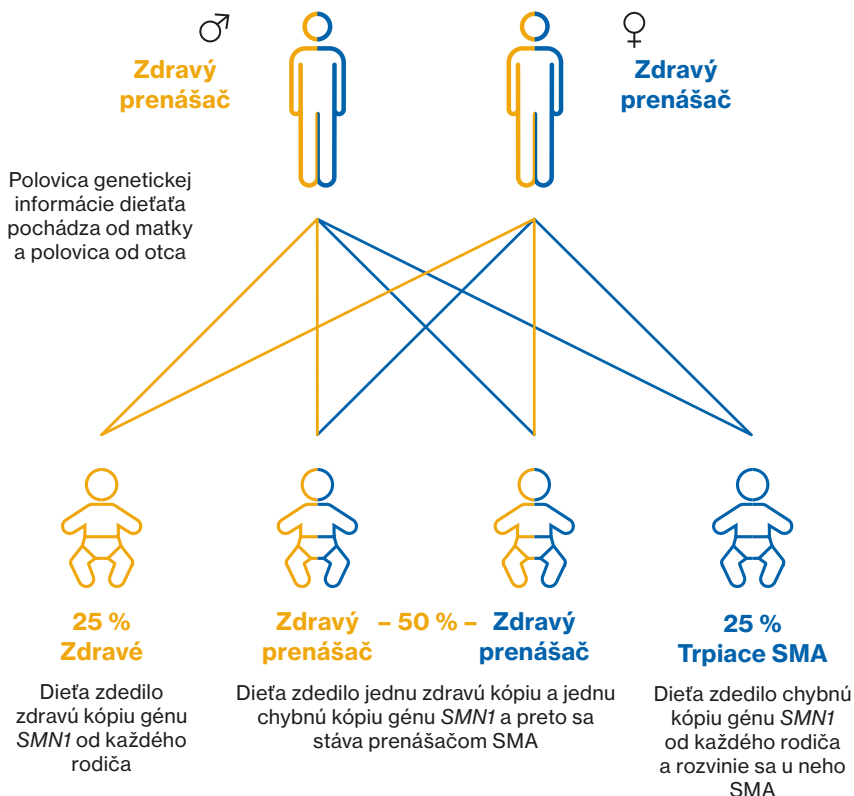 ♂
Zdravý
prenášač
♀
Zdravý
prenášač
Polovica genetickej
informácie dieťaťa
pochádza od matky
a polovica od otca
25 %
Zdravé
Dieťa zdedilo
zdravú kópiu génu
SMN1 od každého
rodiča
Zdravý – 50 % – Zdravý
prenášač prenášač
Dieťa zdedilo jednu zdravú kópiu a jednu
chybnú kópiu génu SMN1 a preto sa
stáva prenášačom SMA
25 %
Trpiace SMA
Dieťa zdedilo chybnú
kópiu génu SMN1
od každého rodiča
a rozvinie sa u neho
SMA